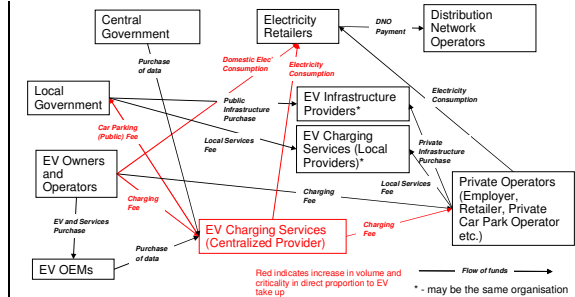 Central
Government
Electricity
Retailers
DNO
Payment
Distribution
Network
Operators
Purchase
of data
Domestic Elec'
Consumption
Electricity
Consumption
Local
Government
Public
Infrastructure
Purchase
EV Infrastructure
Providers*
Electricity
Consumption
Car Parking
(Public) Fee
Local Services
Fee
EV Charging
Services (Local
Providers)*
Private
Infrastructure
Purchase
EV Owners
and
Operators
Charging
Fee
Charging
Fee
Local Services
Fee
Private Operators
(Employer,
Retailer, Private
Car Park Operator
etc.)
EV and Services
Purchase
Purchase
of data
EV Charging Services
(Centralized Provider)
Charging
Fee
EV OEMs
Red indicates increase in volume and
criticality in direct proportion to EV
take up
Flow of funds
* - may be the same organisation